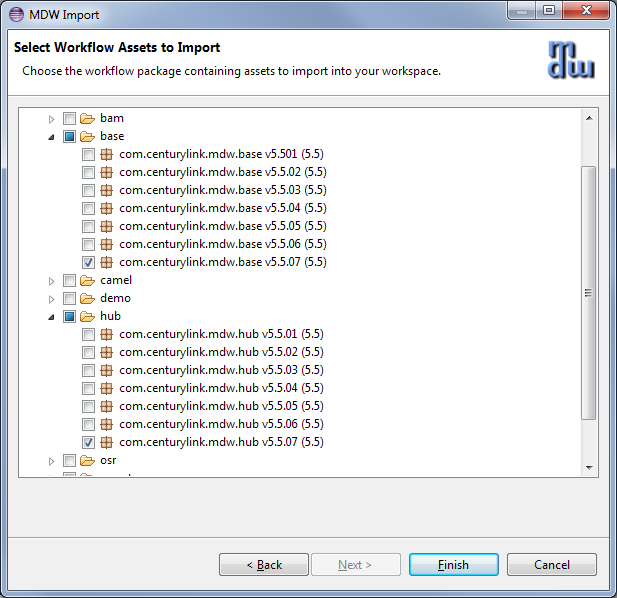 MDW Import
Select Workflow Assets to Import
Choose the workflow package containing assets to import into your workspace.
mdw
bam
base
com.centurylink.mdw.base v5.501 (5.5)
com.centurylink.mdw.base v5.5.02 (5.5)
com.centurylink.mdw.base v5.5.03 (5.5)
com.centurylink.mdw.base v5.5.04 (5.5)
com.centurylink.mdw.base v5.5.05 (5.5)
com.centurylink.mdw.base v5.5.06 (5.5)
com.centurylink.mdw.base v5.5.07 (5.5)
camel
demo
hub
com.centurylink.mdw.hub v5.5.01 (5.5)
com.centurylink.mdw.hub v5.5.02 (5.5)
com.centurylink.mdw.hub v5.5.03 (5.5)
com.centurylink.mdw.hub v5.5.04 (5.5)
com.centurylink.mdw.hub v5.5.05 (5.5)
com.centurylink.mdw.hub v5.5.06 (5.5)
com.centurylink.mdw.hub v5.5.07 (5.5)
osr
< Back Next > Finish Cancel